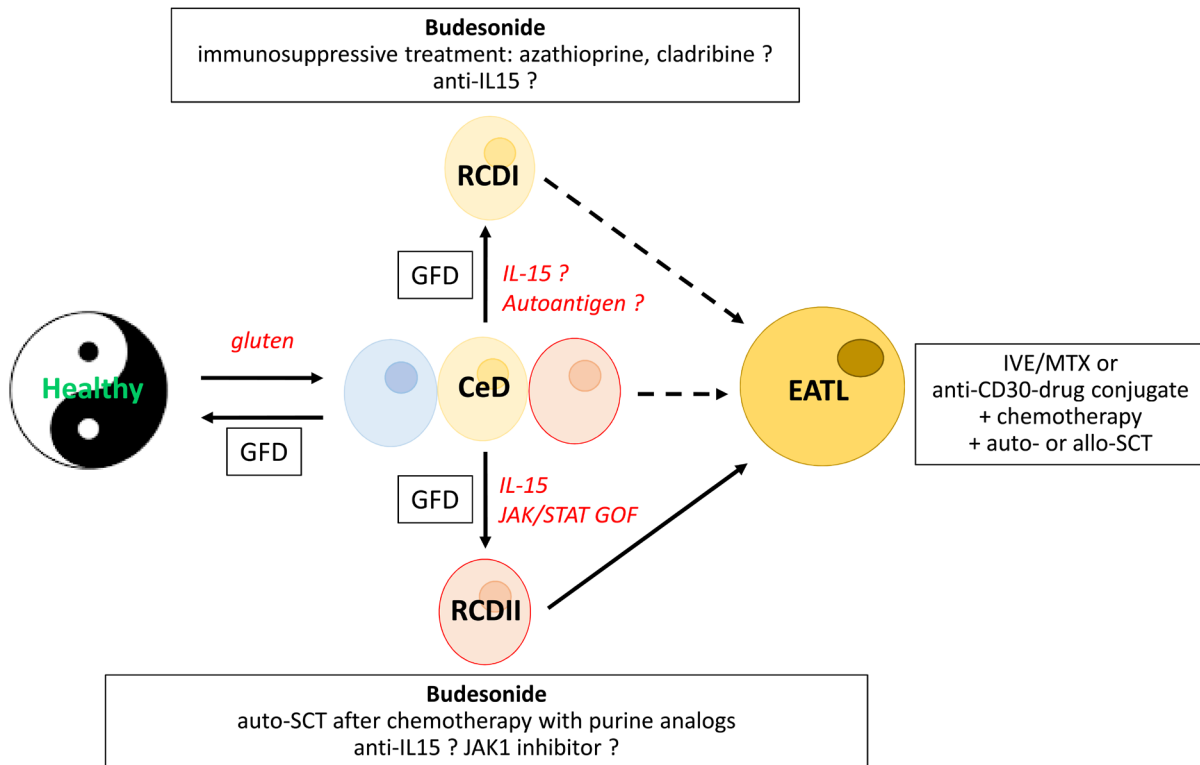 Budesonide
immunosuppressive treatment: azathioprine, cladribine ?
anti-IL15 ?
RCDI
GFD
IL-15 ?
Autoantigen ?
gluten
Healthy
GFD
CeD
EATL
IVE/MTX or
anti-CD30-drug conjugate
+ chemotherapy
+ auto- or allo-SCT
GFD
IL-15
JAK/STAT GOF
RCDII
Budesonide
auto-SCT after chemotherapy with purine analogs
anti-IL15 ? JAK1 inhibitor ?